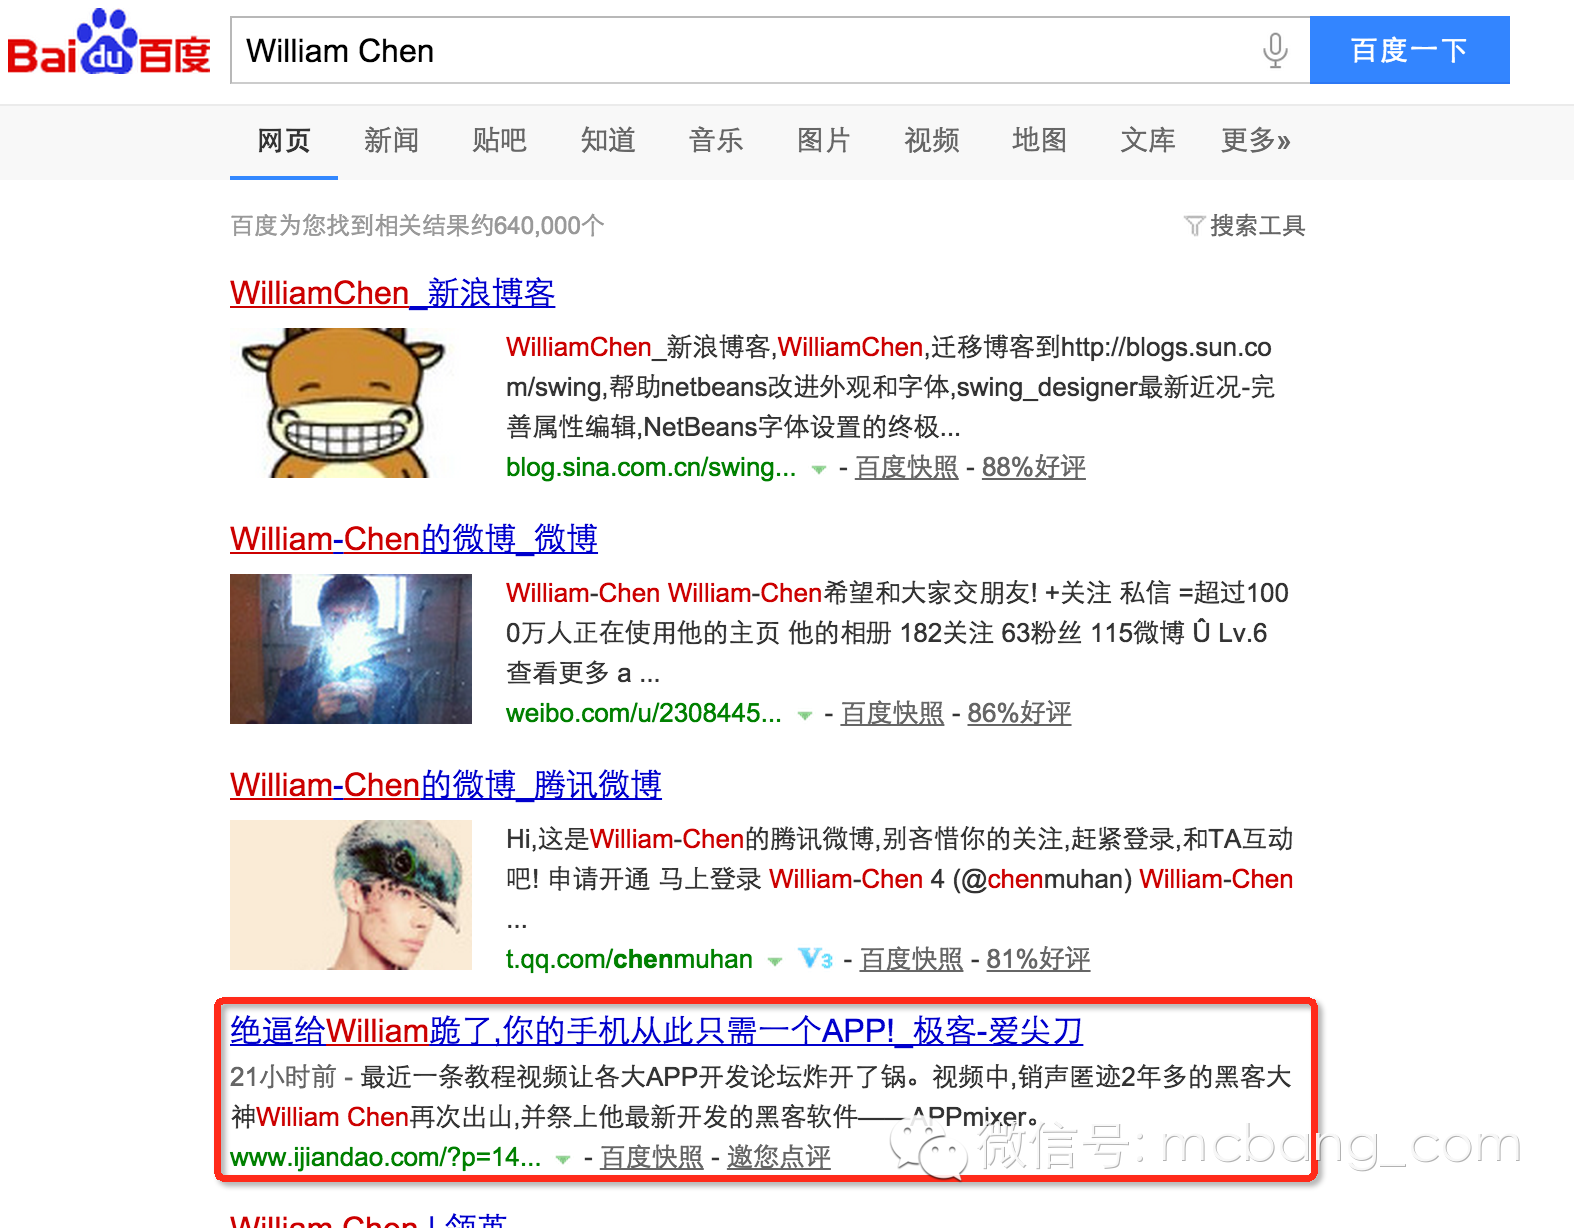 Bai du 百度
William Chen
百度一下
网页 新闻 贴吧 知道 音乐 图片 视频 地图 文库 更多»
百度为您找到相关结果约640,000个
搜索工具
WilliamChen_新浪博客
WilliamChen_新浪博客,WilliamChen,迁移博客到http://blogs.sun.co
m/swing,帮助netbeans改进外观和字体,swing_designer最新近况-完
善属性编辑,NetBeans字体设置的终极...
blog.sina.com.cn/swing... - 百度快照 - 88%好评
William-Chen的微博_微博
William-Chen William-Chen希望和大家交朋友! +关注 私信 =超过100
0万人正在使用他的主页 他的相册 182关注 63粉丝 115微博 Û Lv.6
查看更多 a ...
weibo.com/u/2308445... - 百度快照 - 86%好评
William-Chen的微博_腾讯微博
Hi,这是William-Chen的腾讯微博,别吝惜你的关注,赶紧登录,和TA互动
吧! 申请开通 马上登录 William-Chen 4 (@chenmuhan) William-Chen
...
t.qq.com/chenmuhan V3 - 百度快照 - 81%好评
绝逼给William跪了,你的手机从此只需一个APP!_极客-爱尖刀
21小时前 - 最近一条教程视频让各大APP开发论坛炸开了锅。视频中,销声匿迹2年多的黑客大
神William Chen再次出山,并祭上他最新开发的黑客软件——APPmixer。
www.ijiandao.com/?p=14... - 百度快照 - 邀您点评
微信号: mcbang_com
William Chen | 领英